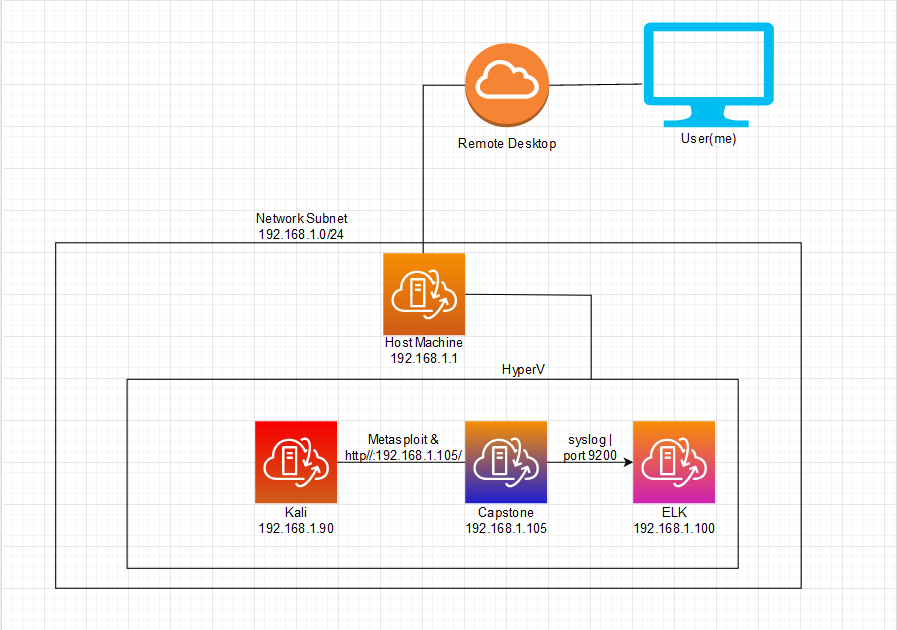 User(me)
Remote Desktop
Network Subnet
192.168.1.0/24
Host Machine
192.168.1.1
HyperV
Metasploit &
http//:192.168.1.105/
syslog |
port 9200
Kali
192.168.1.90
Capstone
192.168.1.105
ELK
192.168.1.100